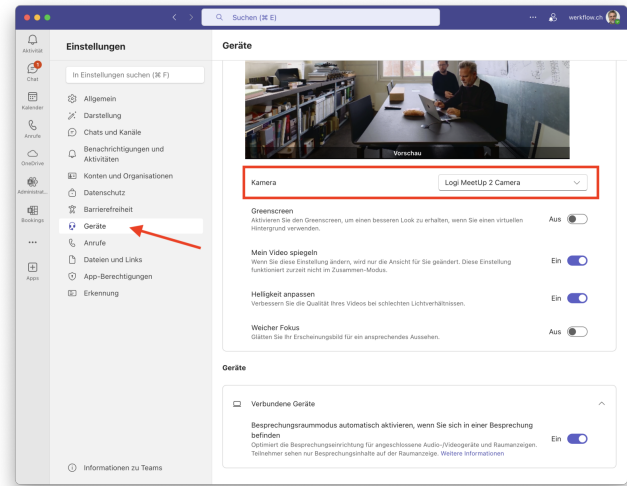 Suchen (⌘ E)
werkflow.ch
Aktivität
1
Chat
Kalender
Anrufe
OneDrive
Administrat...
Bookings
Apps
Einstellungen
In Einstellungen suchen (⌘ F)
Allgemein
Darstellung
Chats und Kanäle
Benachrichtigungen und
Aktivitäten
Konten und Organisationen
Datenschutz
Barrierefreiheit
Geräte
Anrufe
Dateien und Links
App-Berechtigungen
Erkennung
Informationen zu Teams
Geräte
Vorschau
Kamera
Logi MeetUp 2 Camera
Greenscreen
Aktivieren Sie den Greenscreen, um einen besseren Look zu erhalten, wenn Sie einen virtuellen
Hintergrund verwenden.
Aus
Mein Video spiegeln
Wenn Sie diese Einstellung ändern, wird nur die Ansicht für Sie geändert. Diese Einstellung
funktioniert zurzeit nicht im Zusammen-Modus.
Ein
Helligkeit anpassen
Verbessern Sie die Qualität Ihres Videos bei schlechten Lichtverhältnissen.
Ein
Weicher Fokus
Glätten Sie Ihr Erscheinungsbild für ein ansprechendes Aussehen.
Aus
Geräte
Verbundene Geräte
Besprechungsraummodus automatisch aktivieren, wenn Sie sich in einer Besprechung
befinden
Optimiert die Besprechungseinrichtung für angeschlossene Audio-/Videogeräte und Raumanzeigen.
Teilnehmer sehen nur Besprechungsinhalte auf der Raumanzeige. Weitere Informationen
Ein